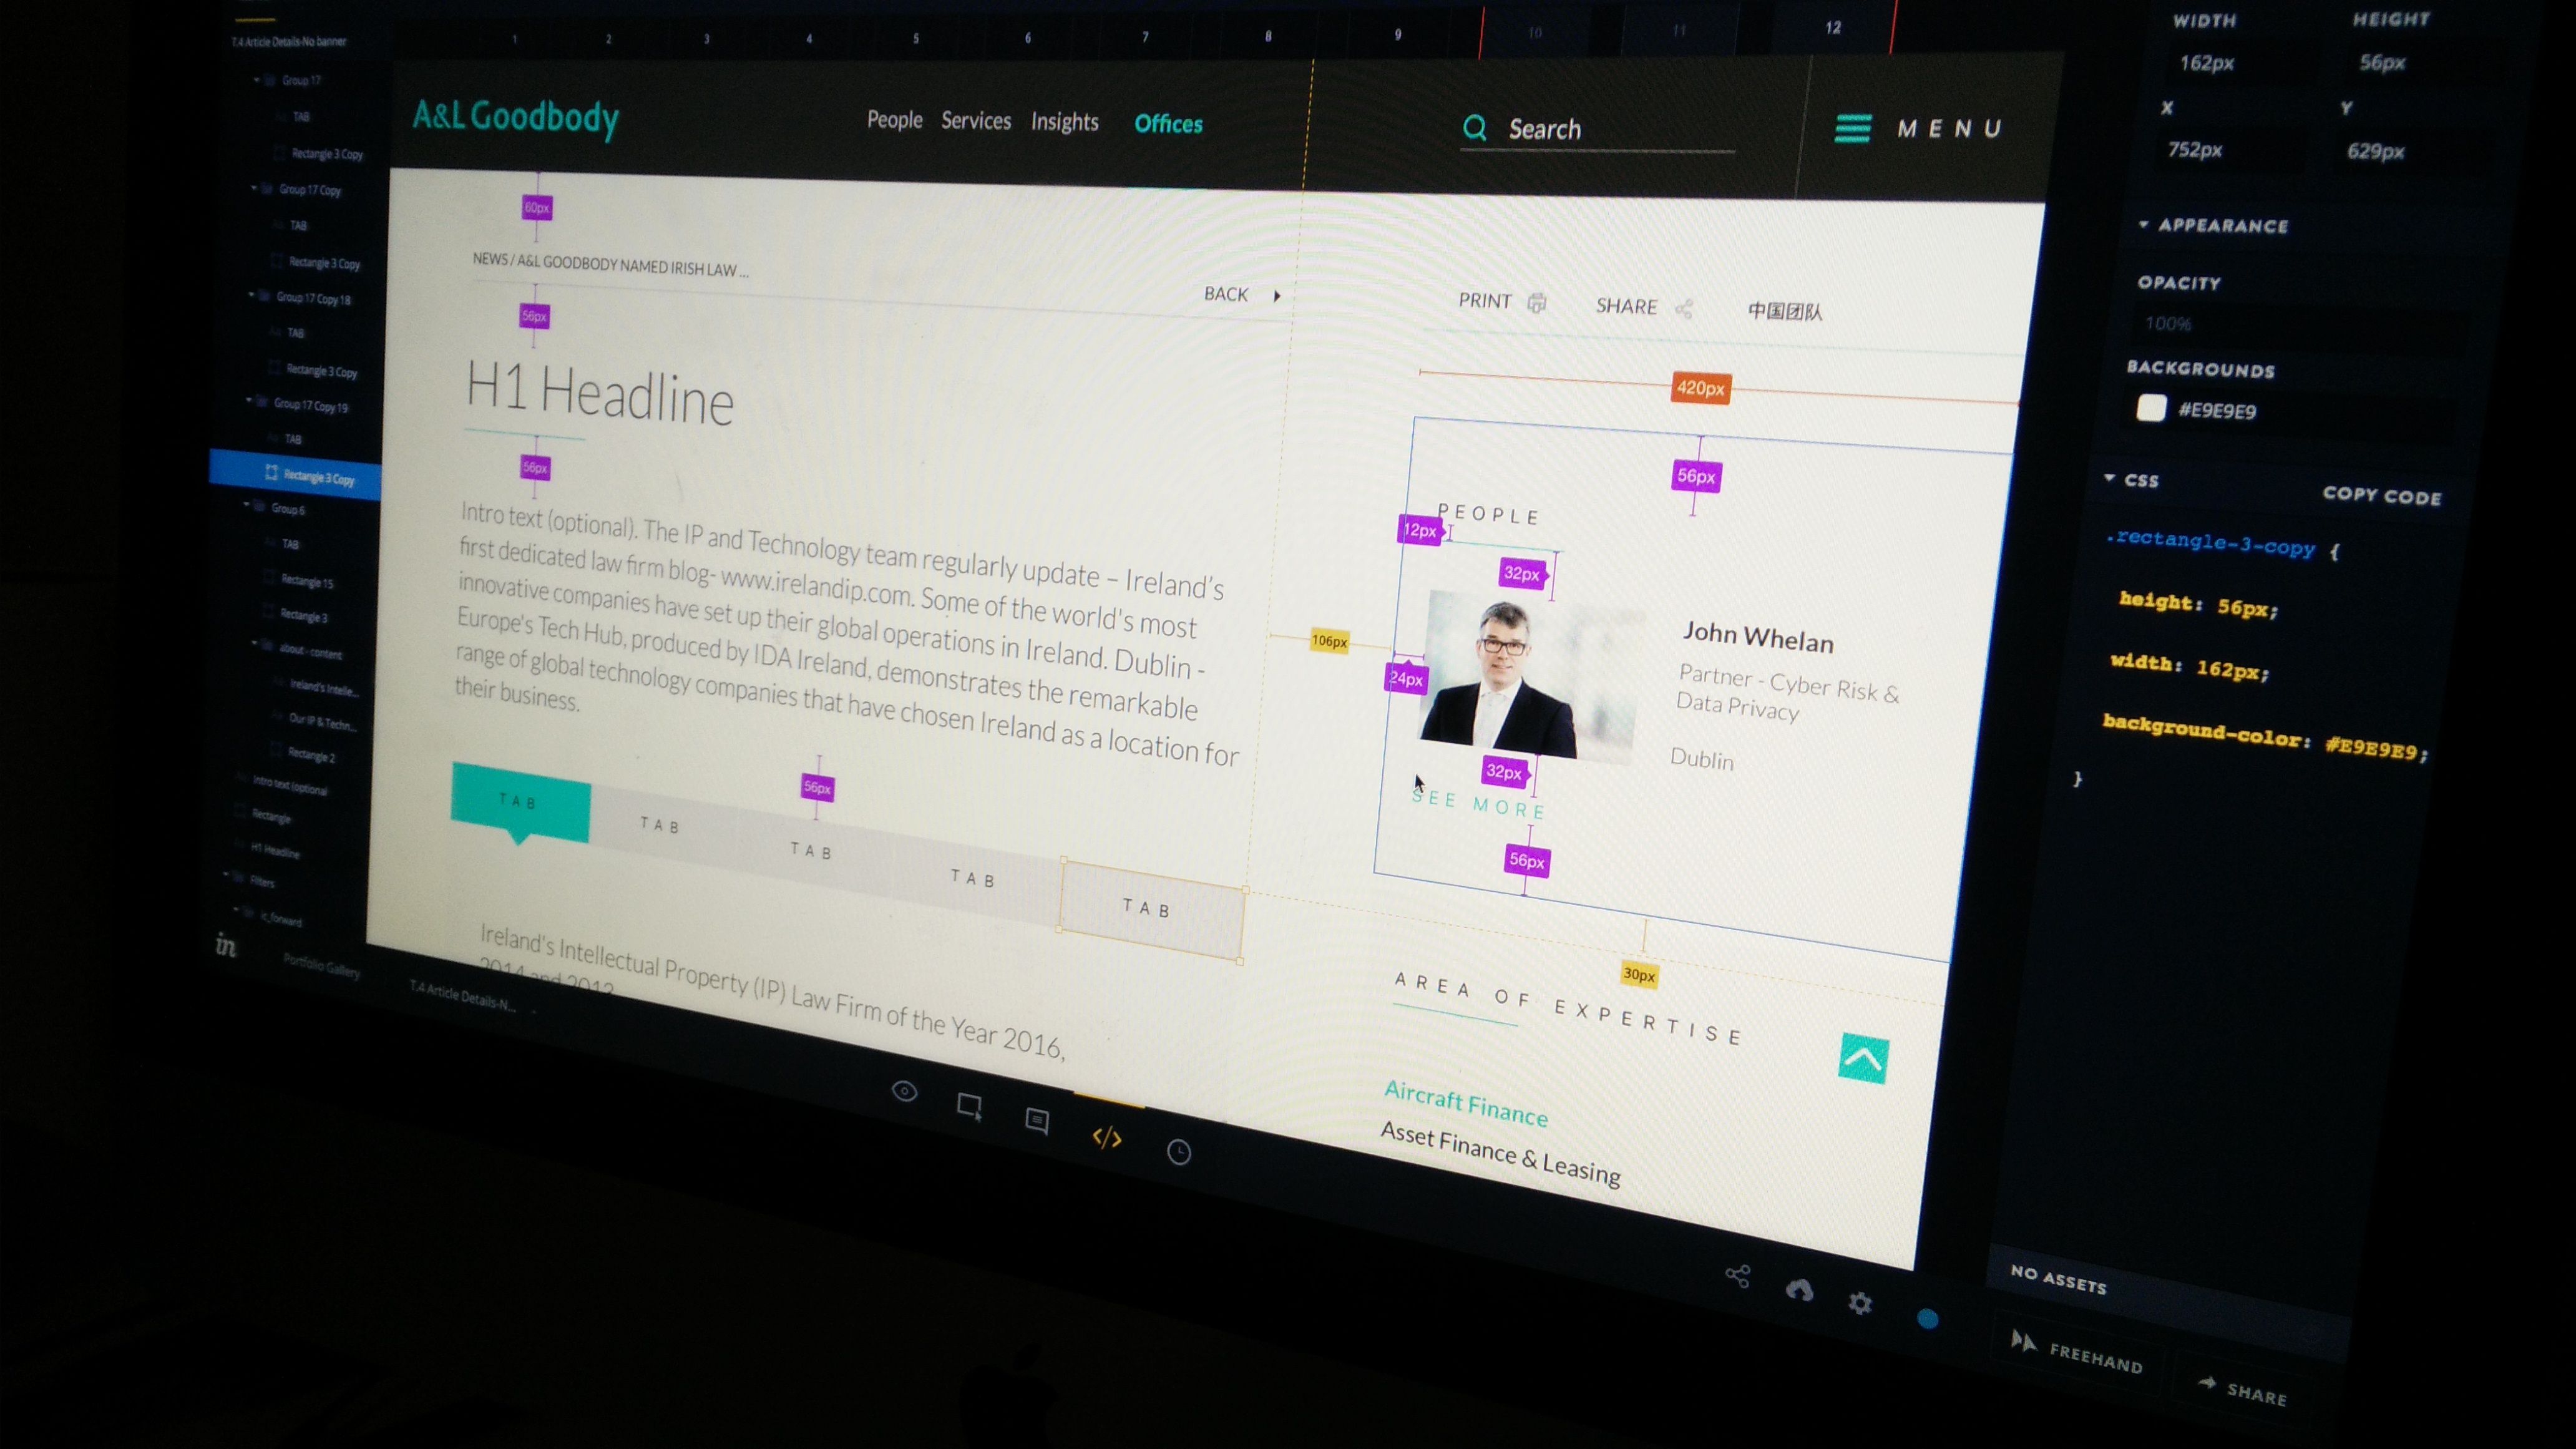 T.4 Article Details-No banner
Group 17
TAB
Rectangle 3 Copy
Group 17 Copy
TAB
Rectangle 3 Copy
Group 17 Copy 18
TAB
Rectangle 3 Copy
Group 17 Copy 19
TAB
Rectangle 3 Copy
Group 6
TAB
Rectangle 15
Rectangle 3
about - content
Ireland's Intelle...
Our IP & Techn...
Rectangle 2
Intro text (optional
Rectangle
H1 Headline
Filters
ic_forward
in
Portfolio Gallery
T.4 Article Details-N...
1 2 3 4 5 6 7 8 9 10 11 12
A&L Goodbody
People Services Insights Offices
Search
MENU
60px
NEWS / A&L GOODBODY NAMED IRISH LAW ...
BACK
PRINT SHARE 中国团队
56px
H1 Headline
420px
56px
56px
Intro text (optional). The IP and Technology team regularly update – Ireland's
first dedicated law firm blog- www.irelandip.com. Some of the world's most
innovative companies have set up their global operations in Ireland. Dublin -
Europe's Tech Hub, produced by IDA Ireland, demonstrates the remarkable
range of global technology companies that have chosen Ireland as a location for
their business.
PEOPLE
12px
32px
106px
24px
John Whelan
Partner - Cyber Risk &
Data Privacy
Dublin
32px
SEE MORE
56px
56px
TAB
TAB
TAB
TAB
TAB
30px
Ireland's Intellectual Property (IP) Law Firm of the Year 2016,
2014 and 2012
AREA OF EXPERTISE
Aircraft Finance
Asset Finance & Leasing
</>
WIDTH HEIGHT
162px 56px
X Y
752px 629px
APPEARANCE
OPACITY
100%
BACKGROUNDS
#E9E9E9
CSS COPY CODE
.rectangle-3-copy {
height: 56px;
width: 162px;
background-color: #E9E9E9;
}
NO ASSETS
FREEHAND
SHARE